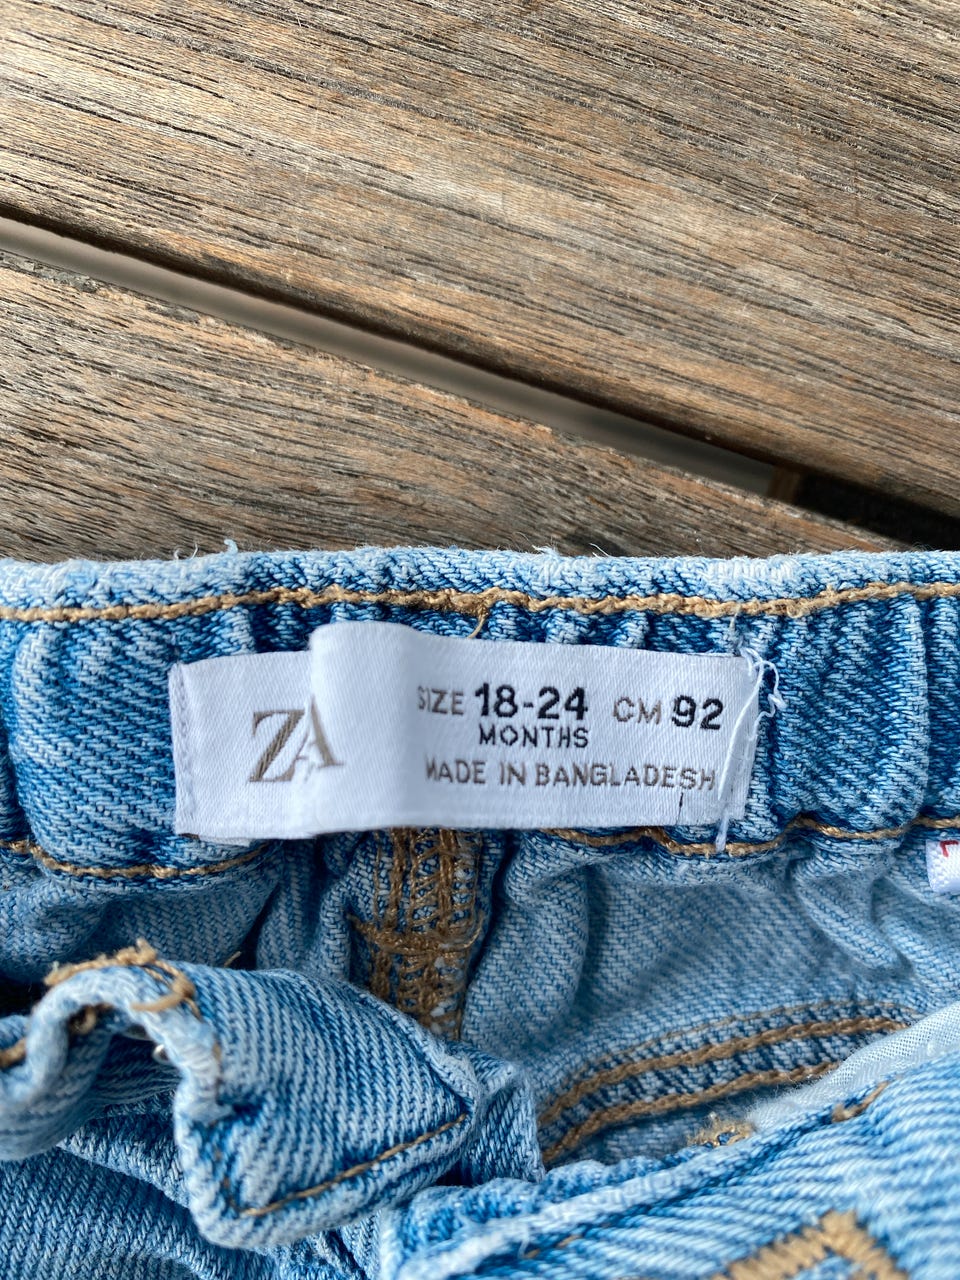 ZA
SIZE 18-24 CM 92
MONTHS
MADE IN BANGLADESH